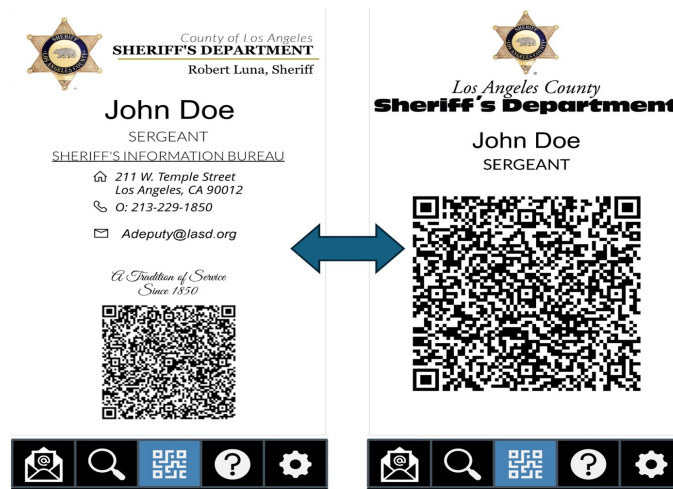 County of Los Angeles
SHERIFF'S DEPARTMENT
Robert Luna, Sheriff
John Doe
SERGEANT
SHERIFF'S INFORMATION BUREAU
211 W. Temple Street
Los Angeles, CA 90012
O: 213-229-1850
Adeputy@lasd.org
A Tradition of Service
Since 1850
Los Angeles County
Sheriff's Department
John Doe
SERGEANT